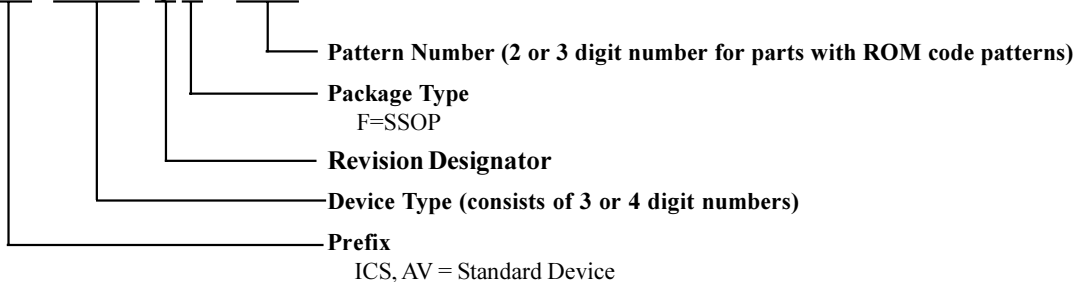 Pattern Number (2 or 3 digit number for parts with ROM code patterns)
Package Type
F=SSOP
Revision Designator
Device Type (consists of 3 or 4 digit numbers)
Prefix
ICS, AV = Standard Device